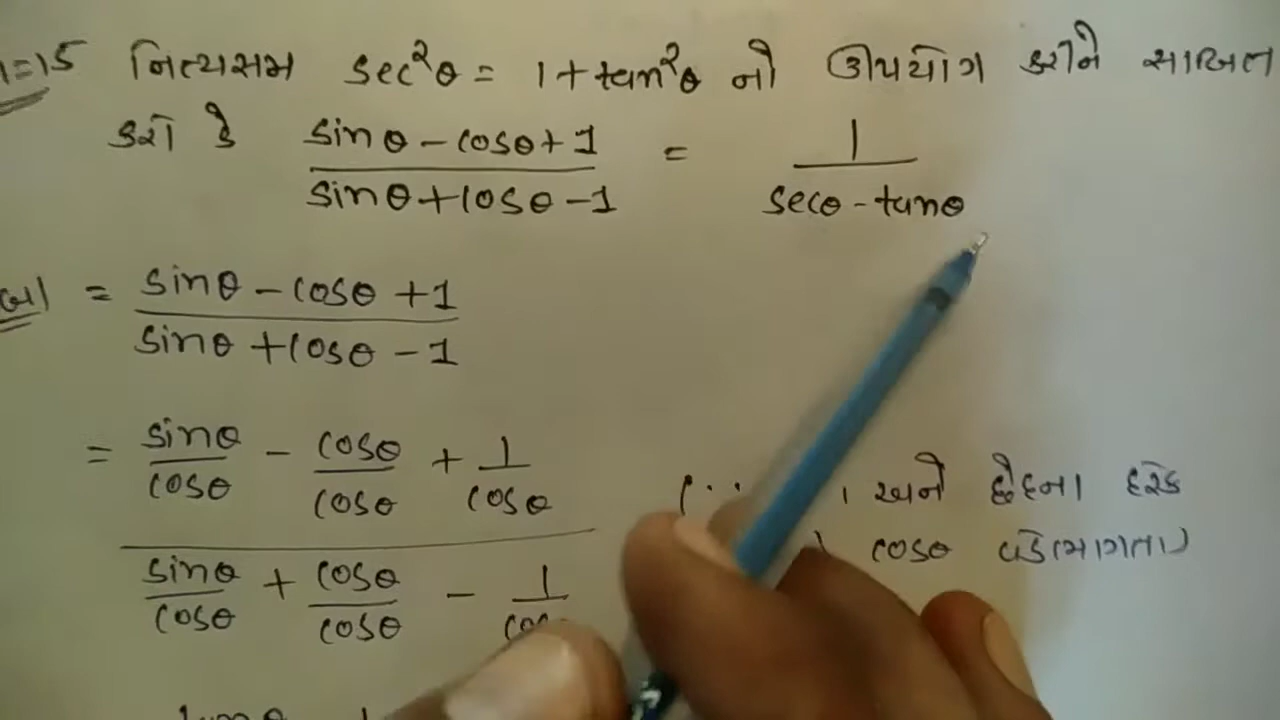 1=15 નિત્યસમ sec²θ = 1 + tan²θ નો ઊપયોગ કરીને સાબિત
કરો કે (sinθ - cosθ + 1)/(sinθ + cosθ - 1) = 1/(secθ - tanθ)
= (sinθ - cosθ + 1)/(sinθ + cosθ - 1)
= sinθ/cosθ - cosθ/cosθ + 1/cosθ
(∵ અને છેદના દરેક
sinθ/cosθ + cosθ/cosθ - 1
cosθ વડે ભાગતા)